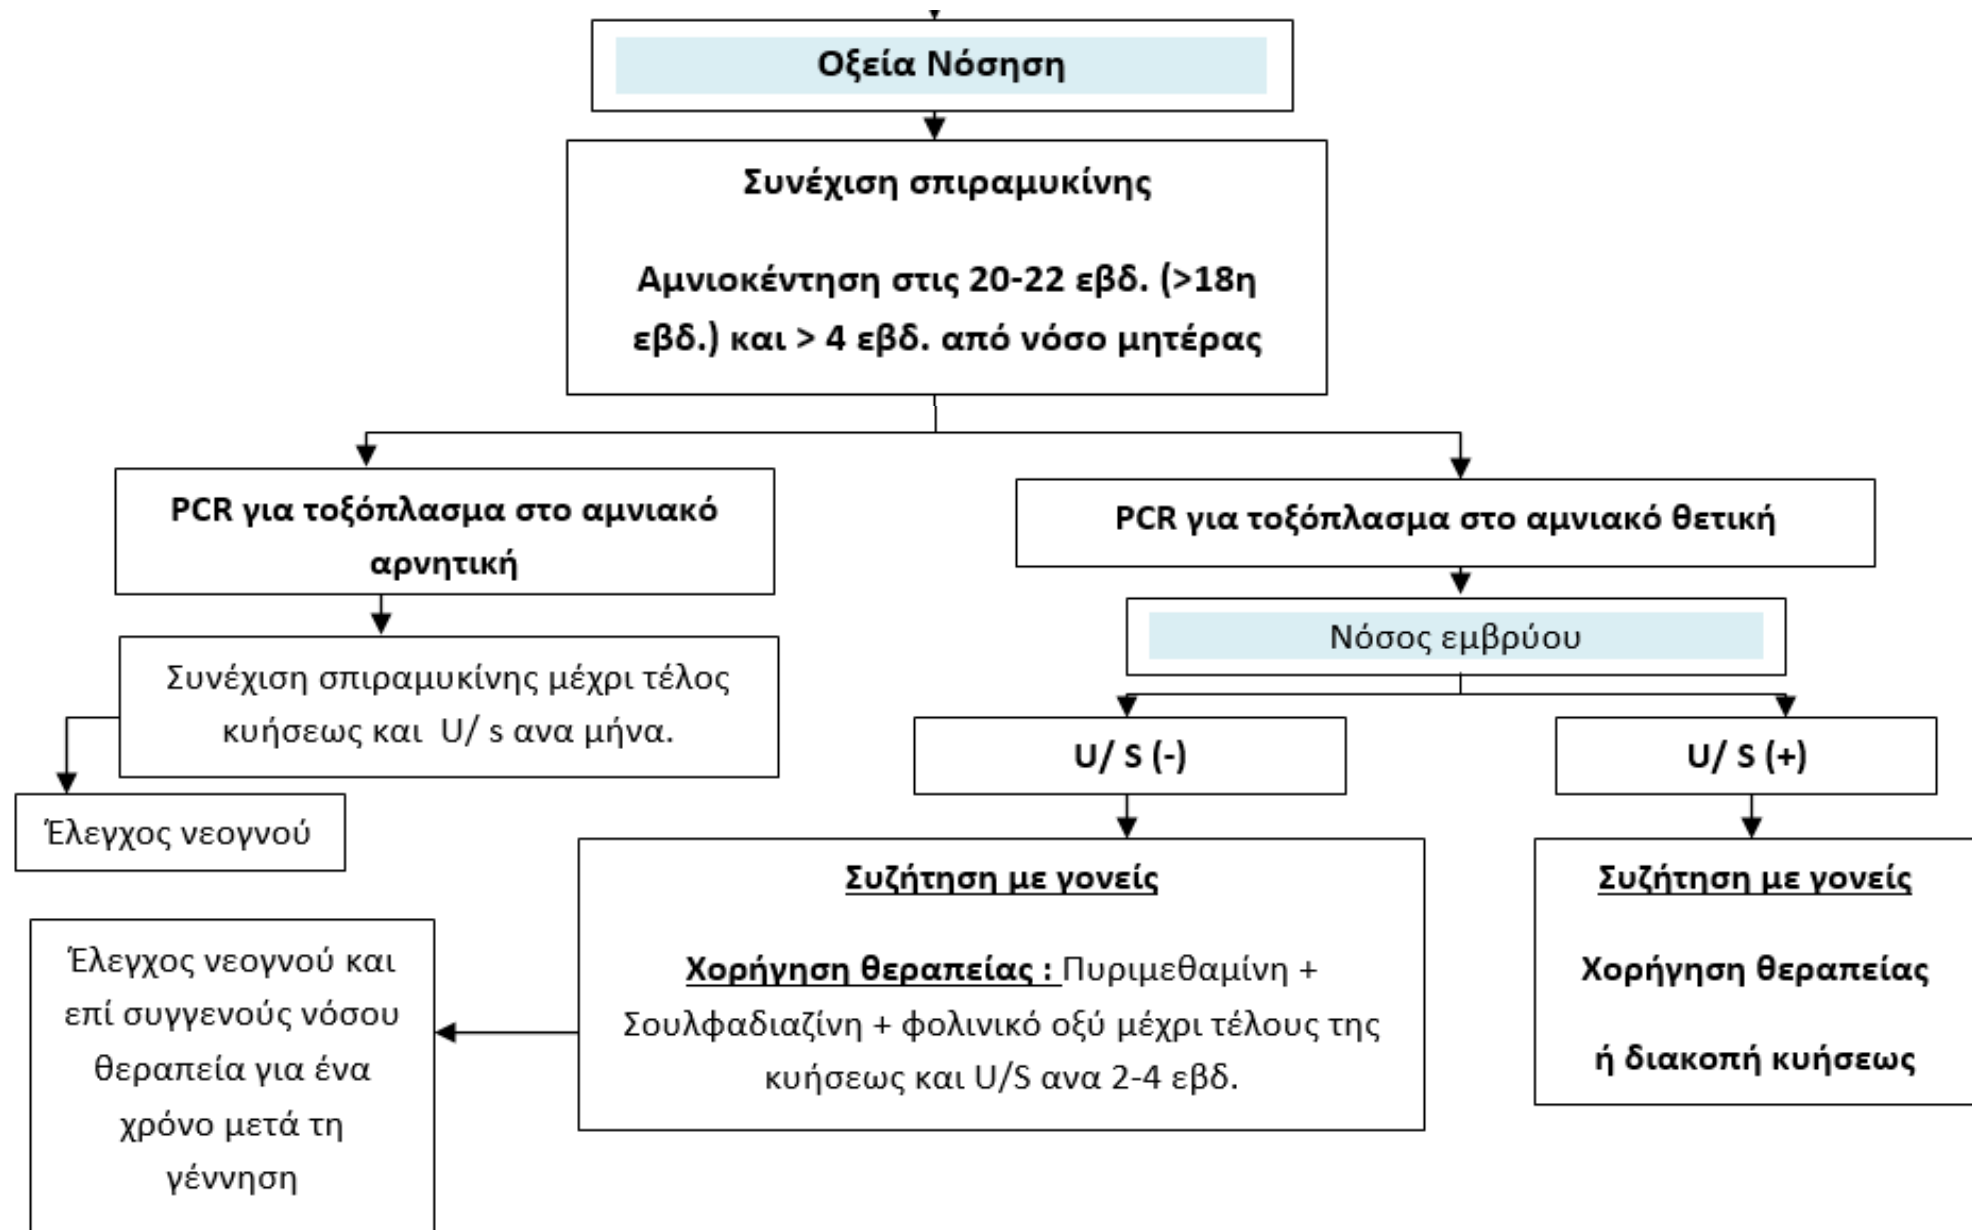 Οξεία Νόσηση
Συνέχιση σπιραμυκίνης
Αμνιοκέντηση στις 20-22 εβδ. (>18η
εβδ.) και > 4 εβδ. από νόσο μητέρας
PCR για τοξόπλασμα στο αμνιακό
αρνητική
Συνέχιση σπιραμυκίνης μέχρι τέλος
κυήσεως και  U/ s ανα μήνα.
Έλεγχος νεογνού
PCR για τοξόπλασμα στο αμνιακό θετική
Νόσος εμβρύου
U/ S (-)
Συζήτηση με γονείς
Χορήγηση θεραπείας : Πυριμεθαμίνη +
Σουλφαδιαζίνη + φολινικό οξύ μέχρι τέλους της
κυήσεως και U/S ανα 2-4 εβδ.
Έλεγχος νεογνού και
επί συγγενούς νόσου
θεραπεία για ένα
χρόνο μετά τη
γέννηση
U/ S (+)
Συζήτηση με γονείς
Χορήγηση θεραπείας
ή διακοπή κυήσεως